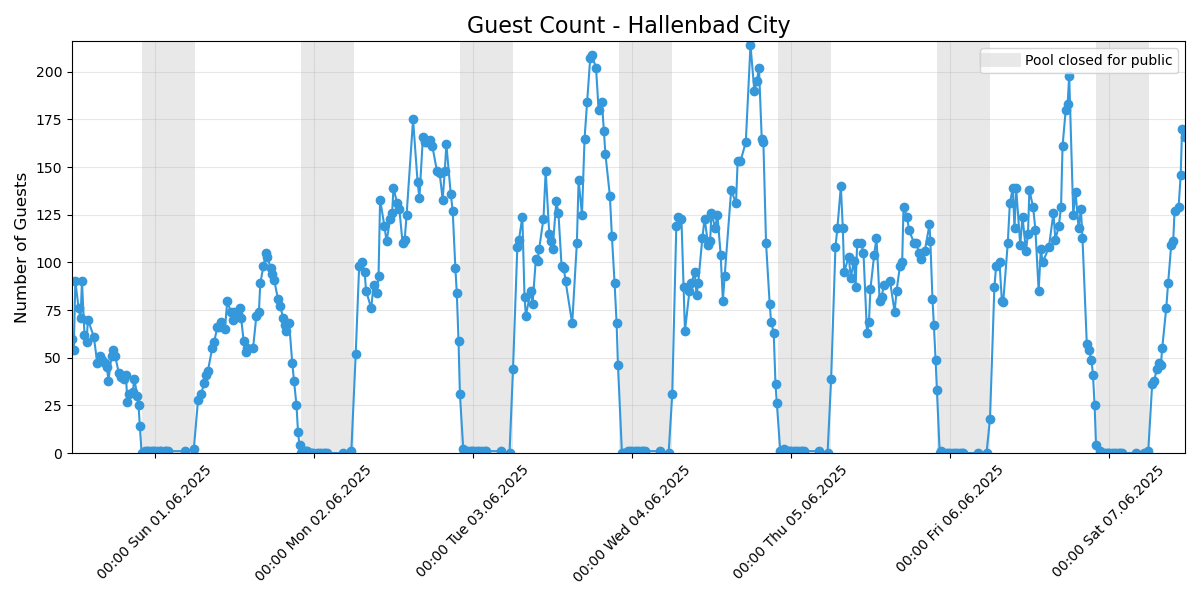 Guest Count - Hallenbad City
Pool closed for public
Number of Guests
200
175
150
125
100
75
50
25
0
00:00 Sun 01.06.2025
00:00 Mon 02.06.2025
00:00 Tue 03.06.2025
00:00 Wed 04.06.2025
00:00 Thu 05.06.2025
00:00 Fri 06.06.2025
00:00 Sat 07.06.2025